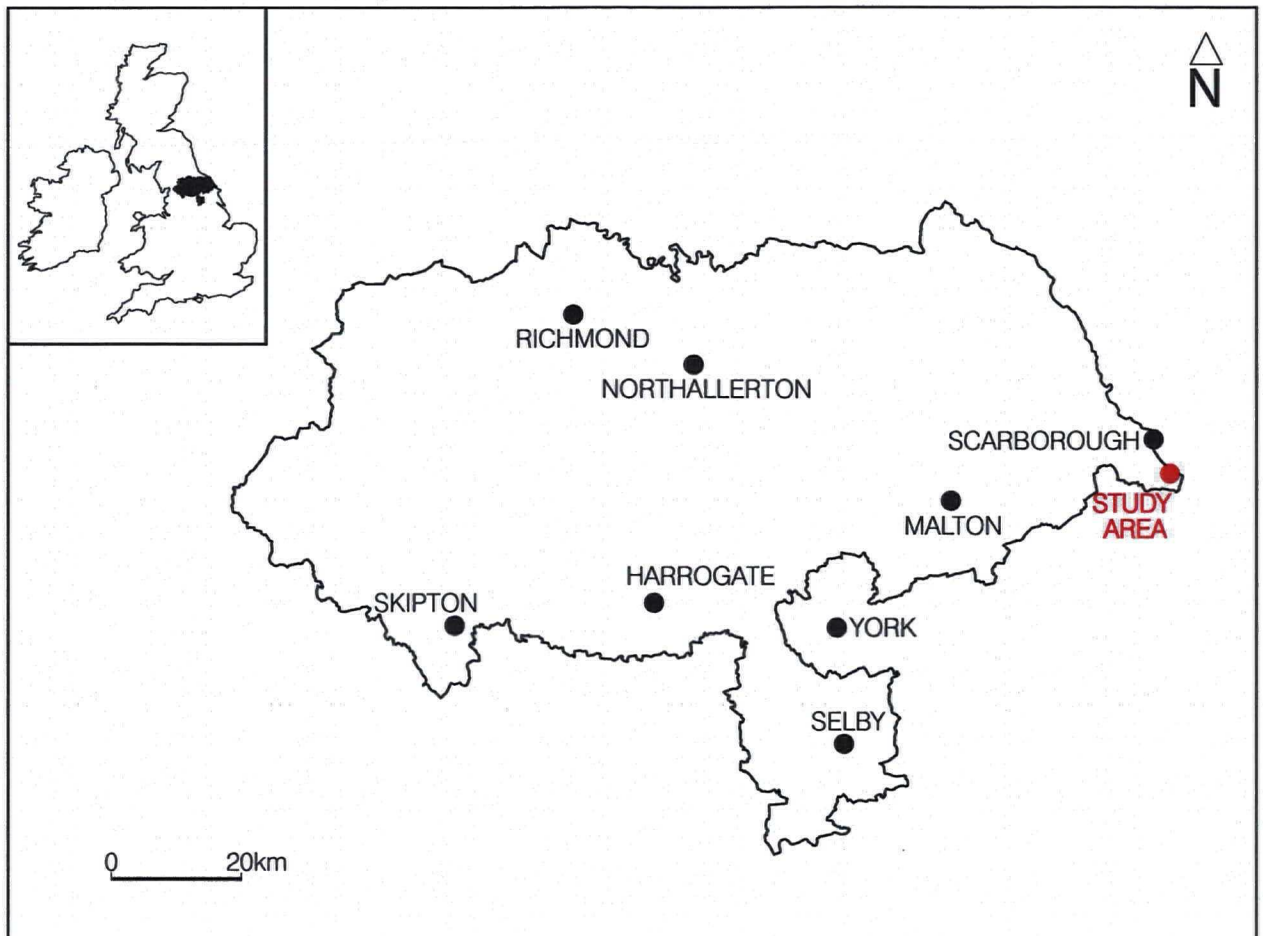 N
RICHMOND
NORTHALLERTON
SCARBOROUGH
STUDY
AREA
MALTON
HARROGATE
SKIPTON
YORK
SELBY
0 20km